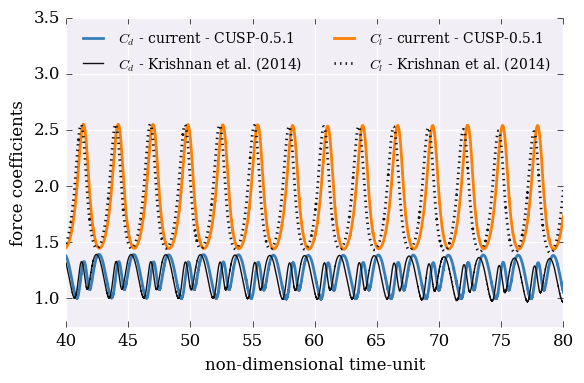 C_d - current - CUSP-0.5.1
C_d - Krishnan et al. (2014)
C_l - current - CUSP-0.5.1
C_l - Krishnan et al. (2014)
force coefficients
3.5
3.0
2.5
2.0
1.5
1.0
40 45 50 55 60 65 70 75 80
non-dimensional time-unit